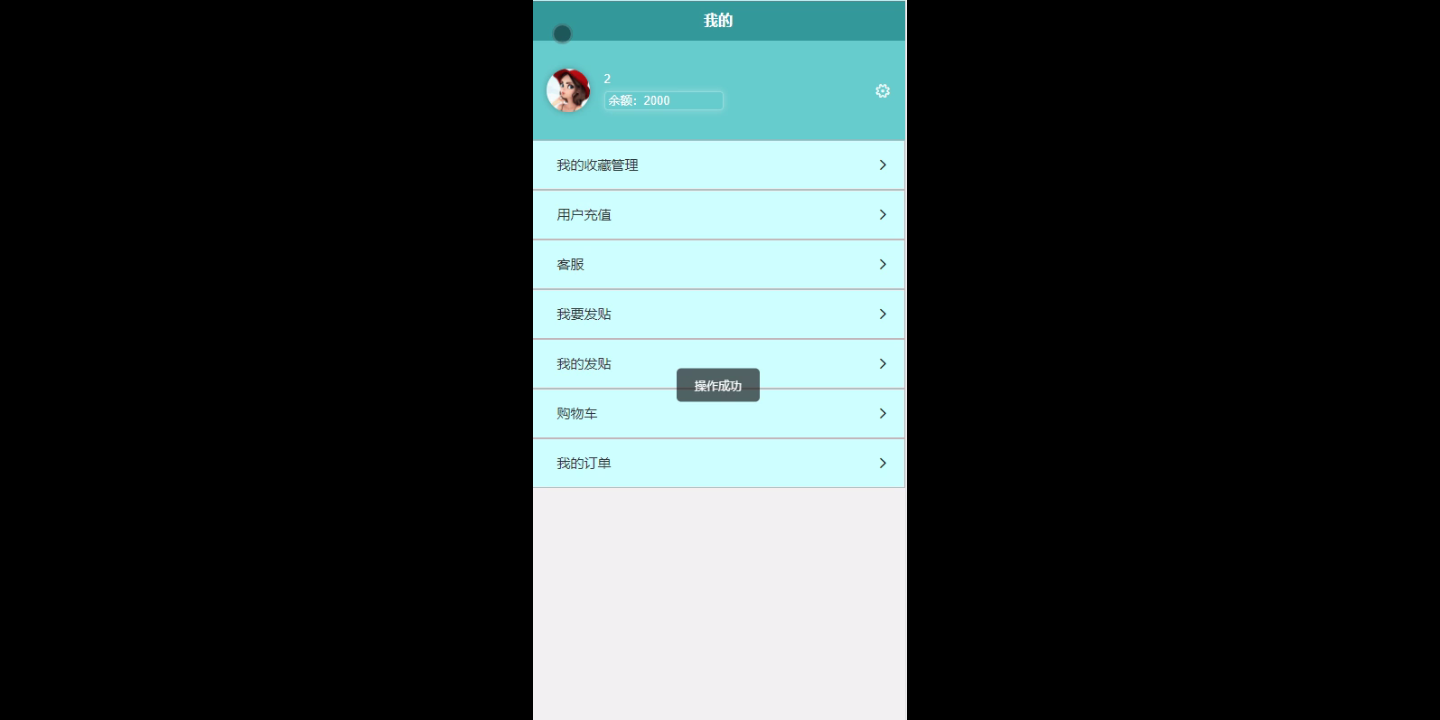 我的
2
余额：2000
我的收藏管理
用户充值
客服
我要发贴
我的发贴
操作成功
购物车
我的订单